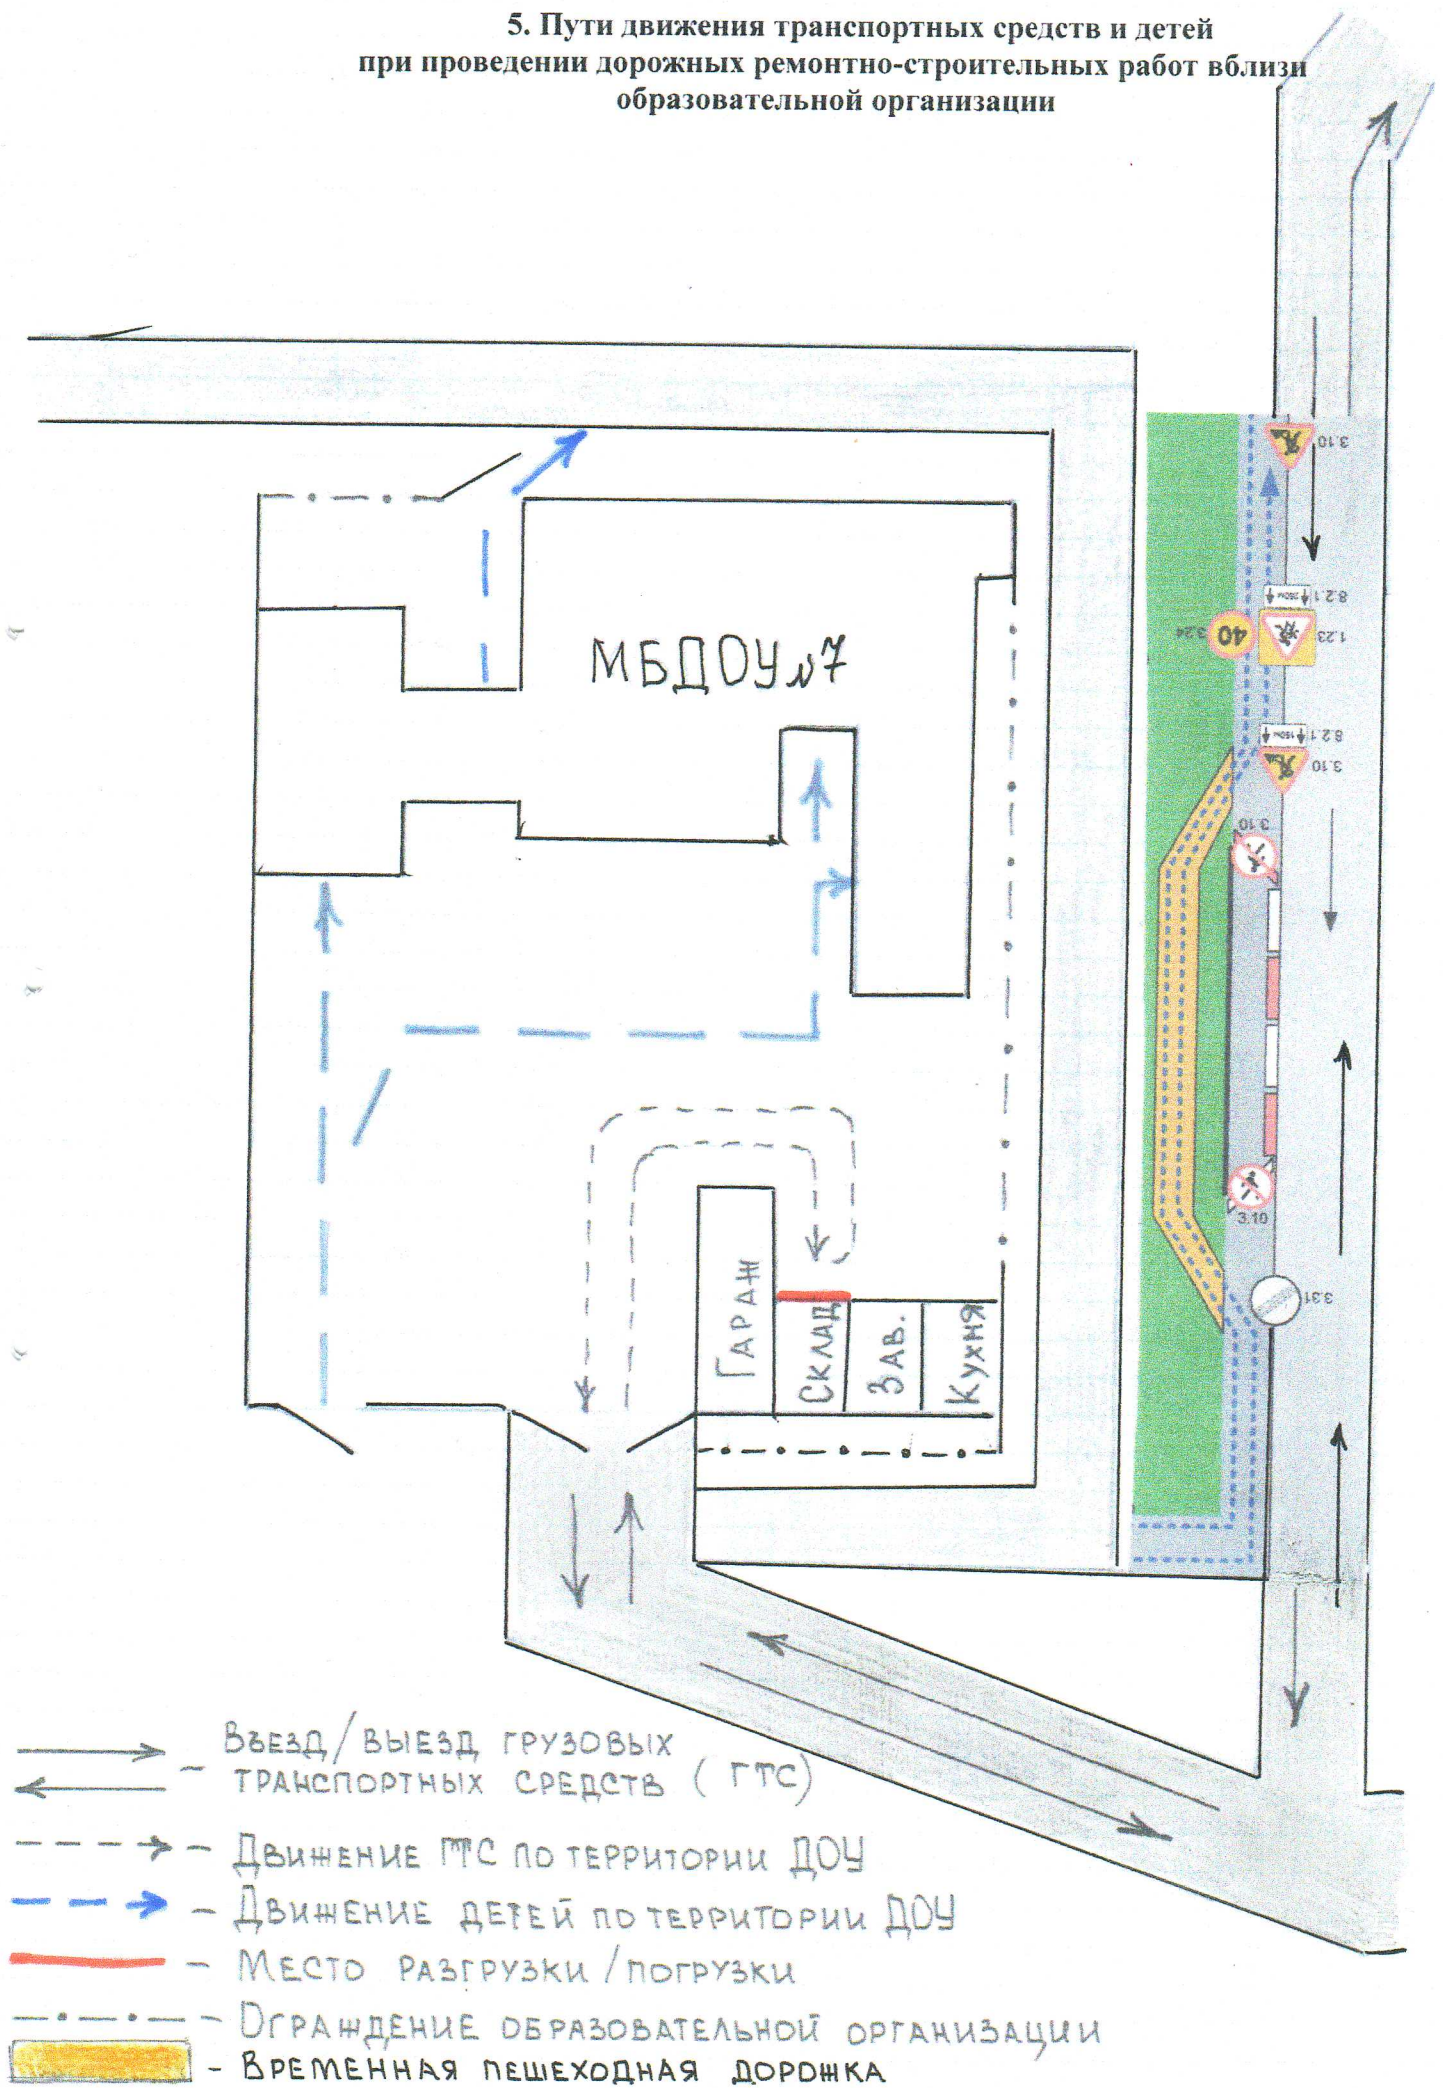 5. Пути движения транспортных средств и детей
при проведении дорожных ремонтно-строительных работ вблизи
образовательной организации
3.10
8.2.1
МБДОУ №7
3.24
40
1.23
8.2.1
150м
3.10
3.10
3.10
Гараж
Склад
Зав.
Кухня
3.31
Въезд/выезд грузовых
транспортных средств (ГТС)
Движение ГТС по территории ДОУ
Движение детей по территории ДОУ
Место разгрузки/погрузки
Ограждение образовательной организации
Временная пешеходная дорожка